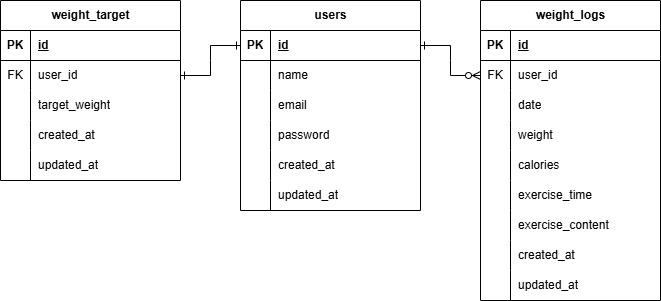 weight_target
PK id
FK user_id
target_weight
created_at
updated_at
users
PK id
name
email
password
created_at
updated_at
weight_logs
PK id
FK user_id
date
weight
calories
exercise_time
exercise_content
created_at
updated_at